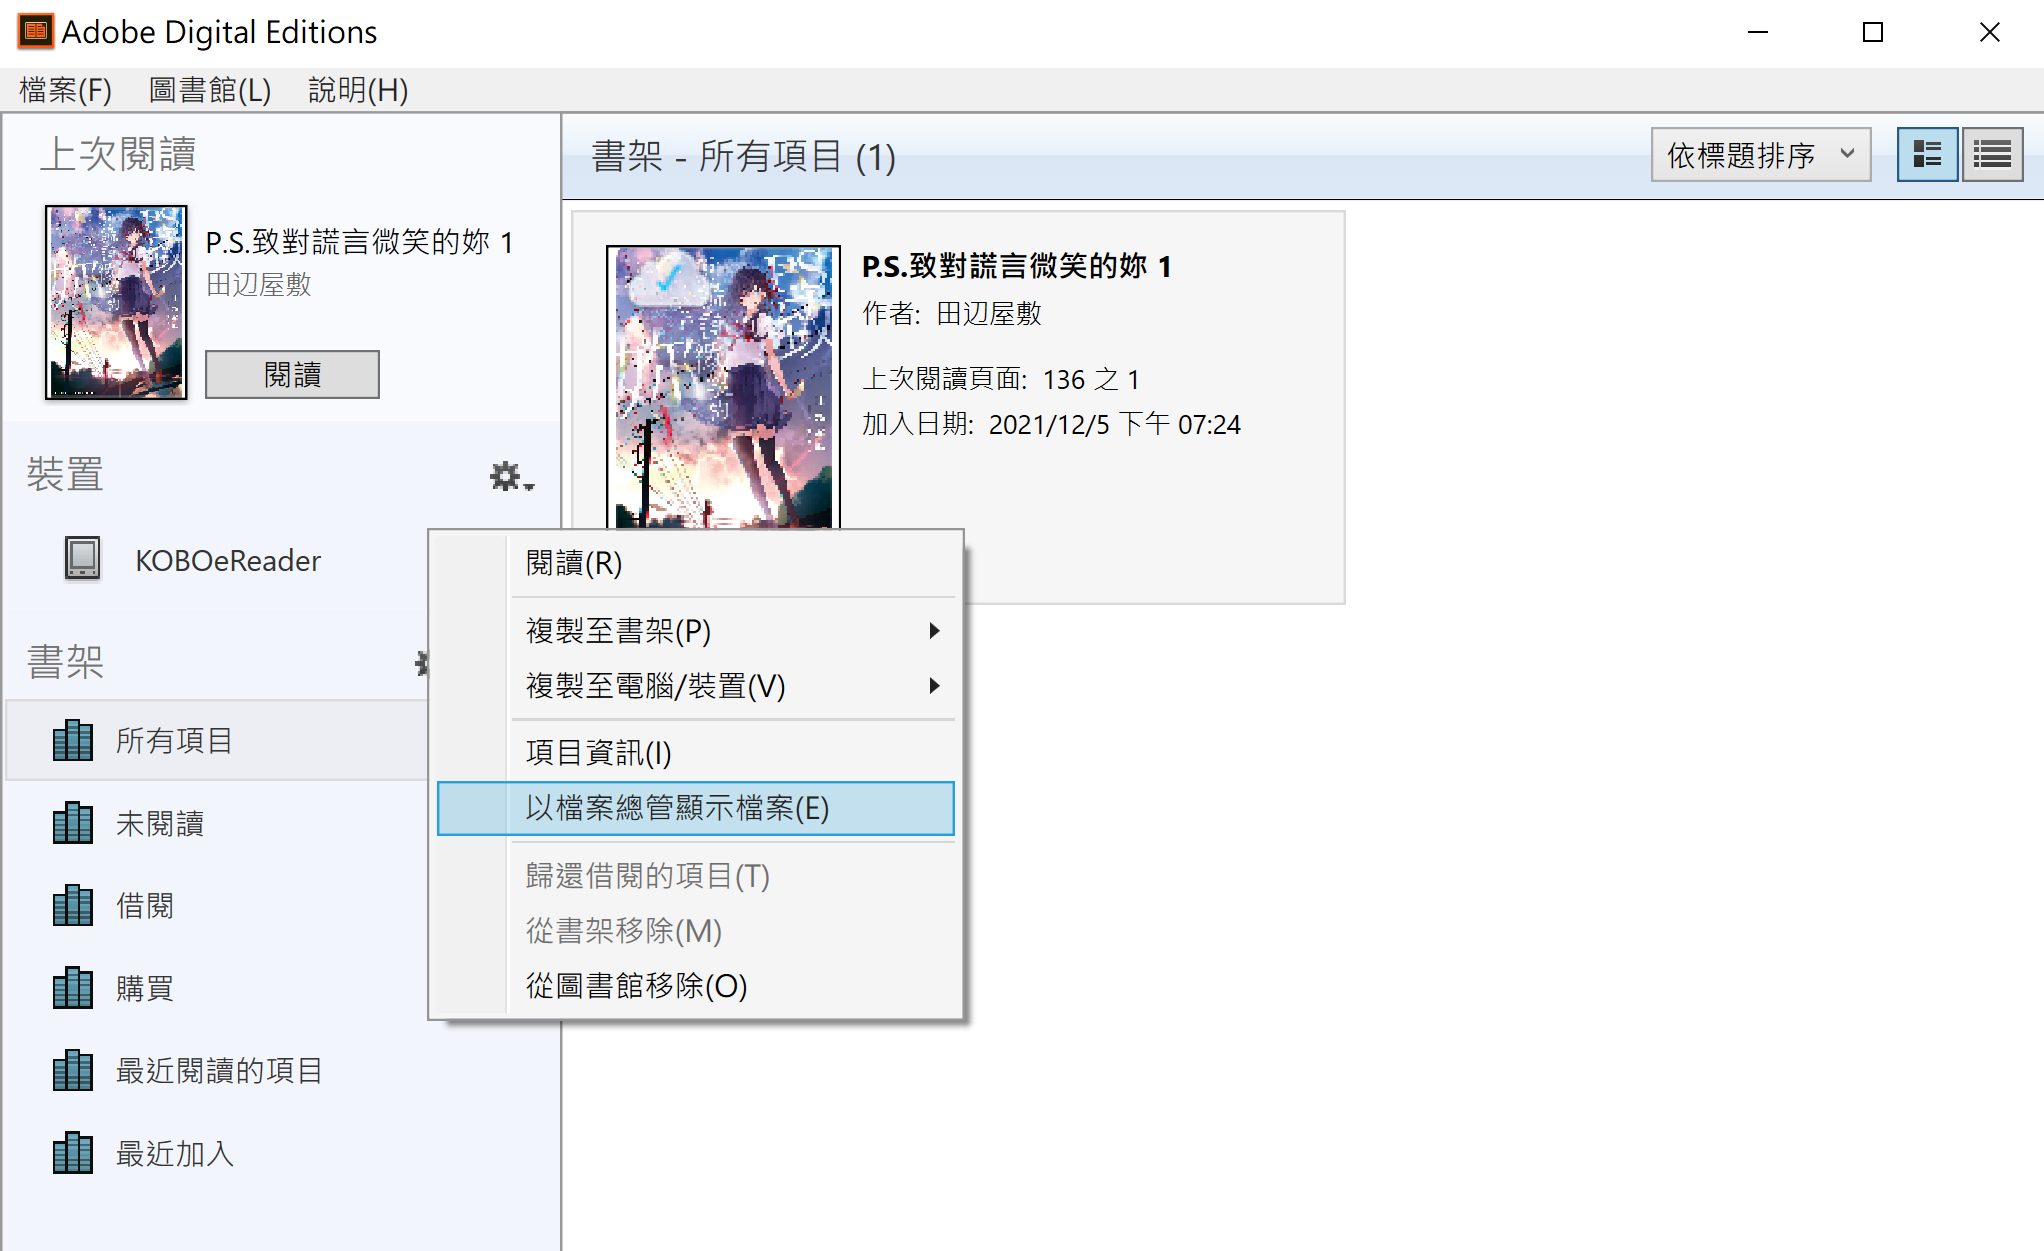 Adobe Digital Editions
檔案(F) 圖書館(L) 說明(H)
上次閱讀
P.S.致對謊言微笑的妳 1
田辺屋敷
閱讀
裝置
KOBOeReader
書架
所有項目
未閱讀
借閱
購買
最近閱讀的項目
最近加入
書架 - 所有項目 (1)
依標題排序
P.S.致對謊言微笑的妳 1
作者: 田辺屋敷
上次閱讀頁面: 136 之 1
加入日期: 2021/12/5 下午 07:24
閱讀(R)
複製至書架(P)
複製至電腦/裝置(V)
項目資訊(I)
以檔案總管顯示檔案(E)
歸還借閱的項目(T)
從書架移除(M)
從圖書館移除(O)